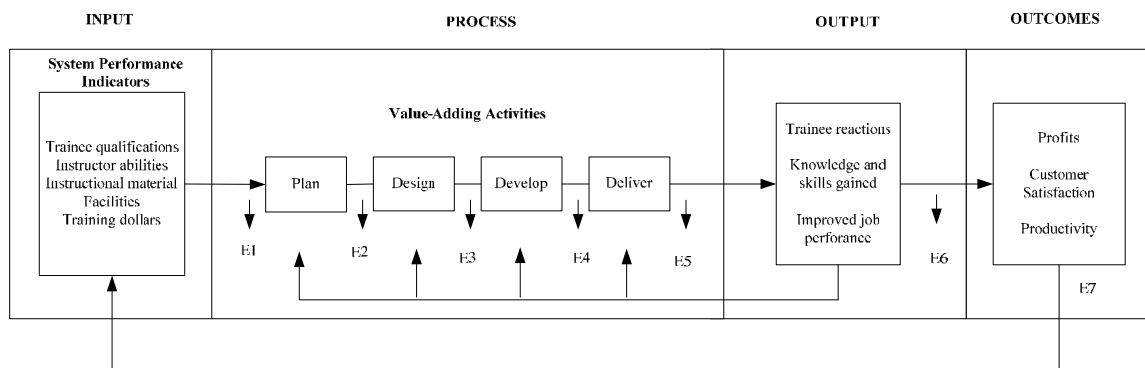 INPUT
PROCESS
OUTPUT
OUTCOMES
System Performance
Indicators
Trainee qualifications
Instructor abilities
Instructional material
Facilities
Training dollars
Value-Adding Activities
Plan
Design
Develop
Deliver
E1
E2
E3
E4
E5
Trainee reactions
Knowledge and
skills gained
Improved job
perforance
E6
Profits
Customer
Satisfaction
Productivity
E7